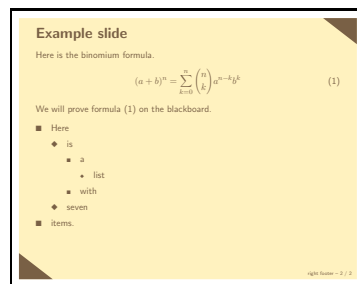 Example slide
Here is the binomium formula.
(a + b)^n = \sum_{k=0}^{n} \binom{n}{k} a^{n-k} b^k (1)
We will prove formula (1) on the blackboard.
■ Here
◆ is
■ a
◆ list
■ with
◆ seven
■ items.
right footer – 2 / 2